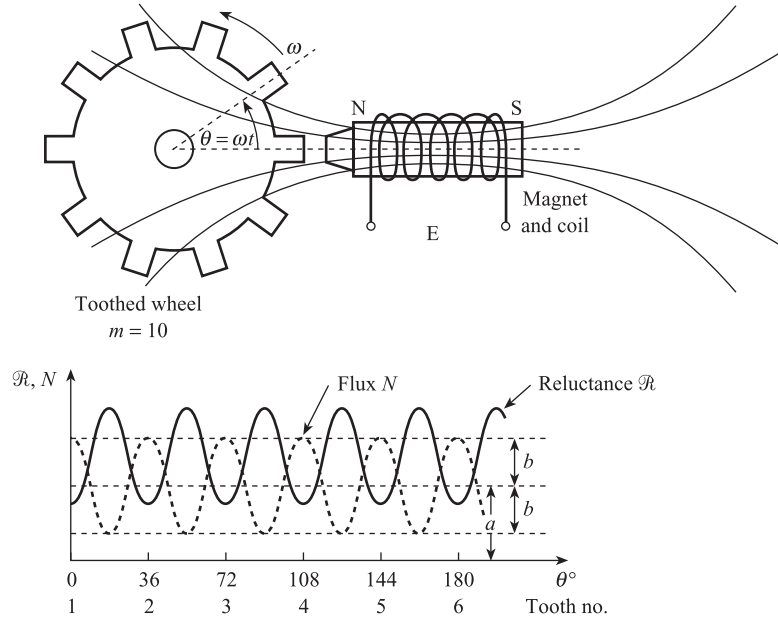 ω
θ = ωt
N
S
Magnet
and coil
E
Toothed wheel
m = 10
ℛ, N
Flux N
Reluctance ℛ
b
b
a
0 36 72 108 144 180 θ°
1 2 3 4 5 6 Tooth no.